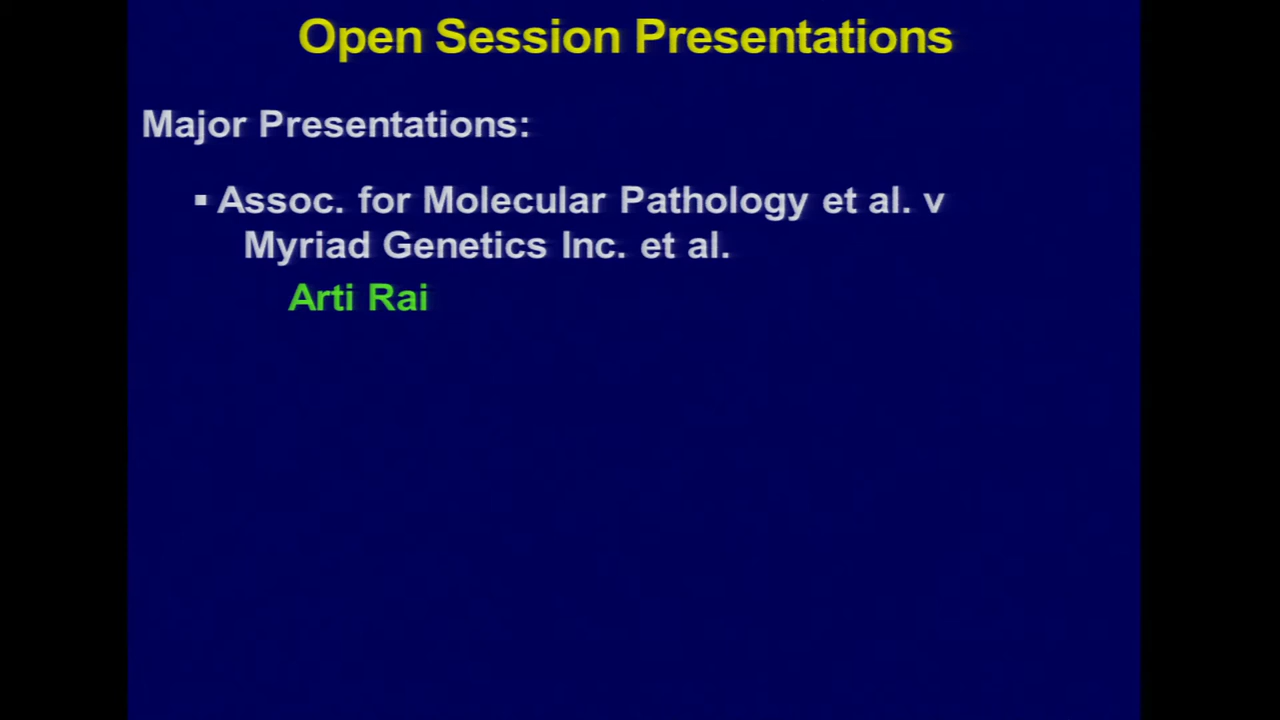 Open Session Presentations
Major Presentations:
▪ Assoc. for Molecular Pathology et al. v
Myriad Genetics Inc. et al.
Arti Rai